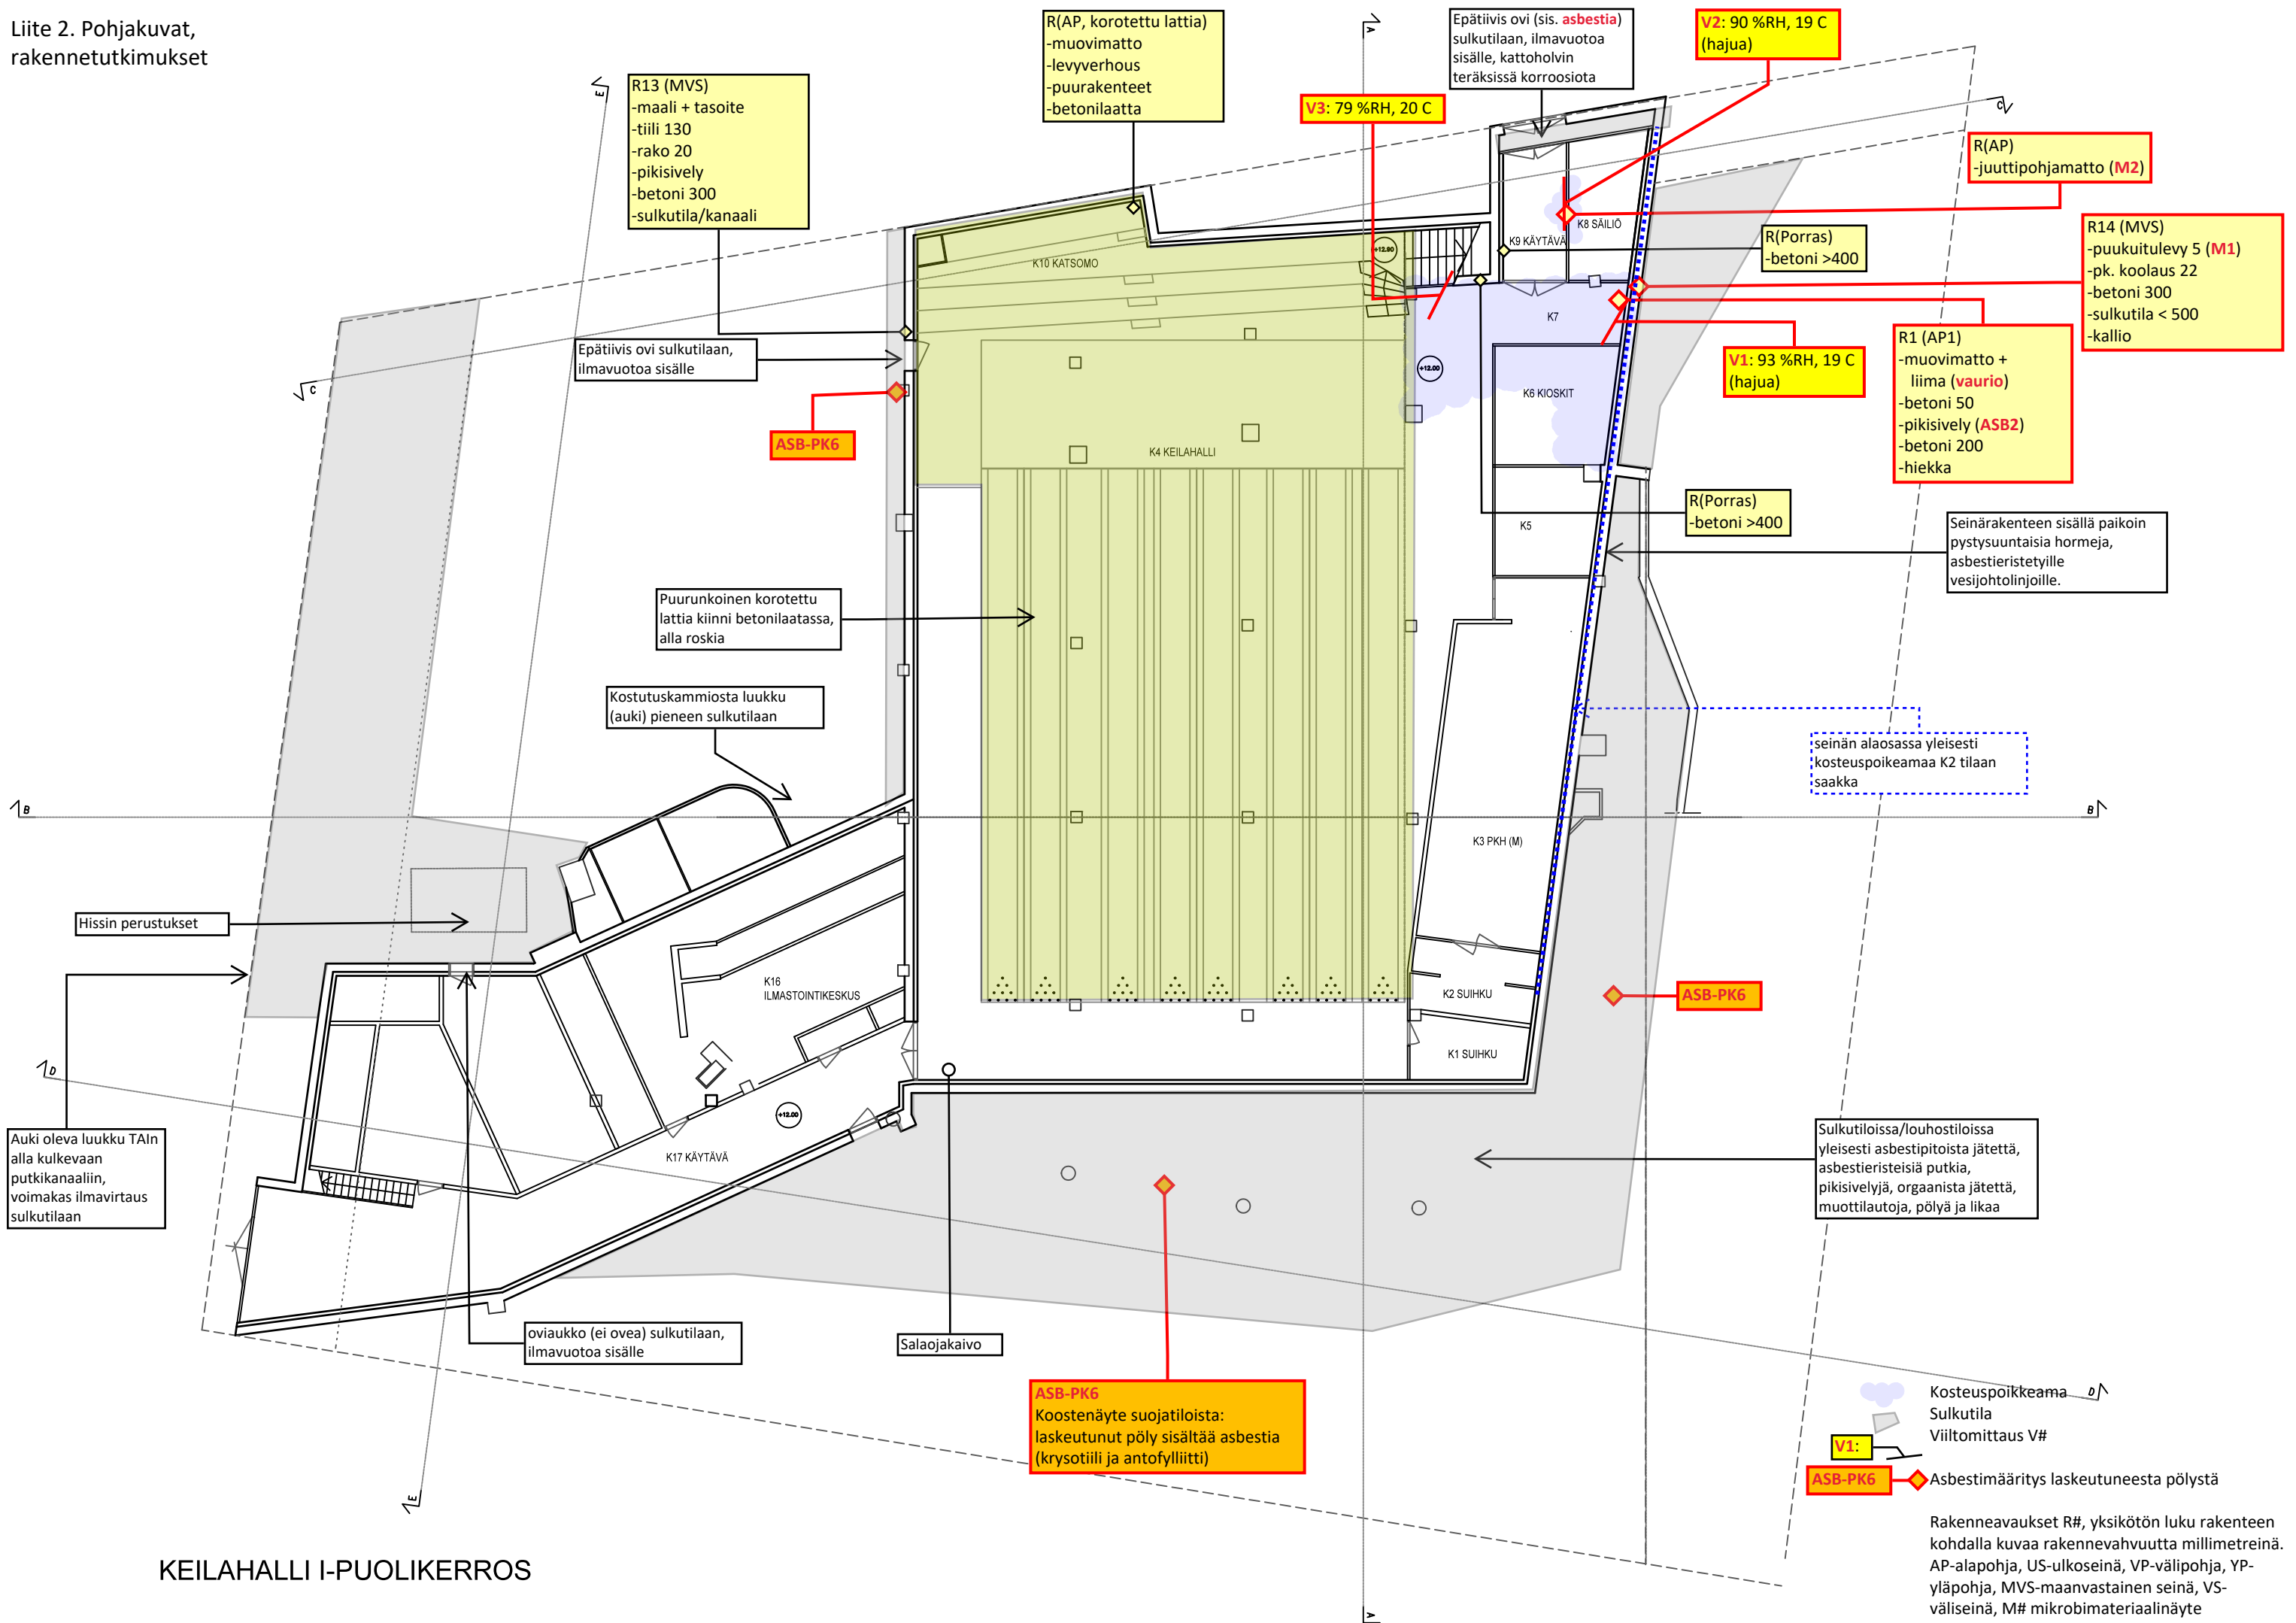 Liite 2. Pohjakuvat,
rakennetutkimukset
R13 (MVS)
-maali + tasoite
-tiili 130
-rako 20
-pikisively
-betoni 300
-sulkutila/kanaali
R(AP, korotettu lattia)
-muovimatto
-levyverhous
-puurakenteet
-betonilaatta
V3: 79 %RH, 20 C
Epätiivis ovi (sis. asbestia)
sulkutilaan, ilmavuotoa
sisälle, kattoholvin
teräksissä korroosiota
V2: 90 %RH, 19 C
(hajua)
R(AP)
-juuttipohjamatto (M2)
R(Porras)
-betoni >400
R14 (MVS)
-puukuitulevy 5 (M1)
-pk. koolaus 22
-betoni 300
-sulkutila < 500
-kallio
V1: 93 %RH, 19 C
(hajua)
R1 (AP1)
-muovimatto +
liima (vaurio)
-betoni 50
-pikisively (ASB2)
-betoni 200
-hiekka
R(Porras)
-betoni >400
Epätiivis ovi sulkutilaan,
ilmavuotoa sisälle
ASB-PK6
Seinärakenteen sisällä paikoin
pystysuuntaisia hormeja,
asbestieristetyille
vesijohtolinjoille.
Puurunkoinen korotettu
lattia kiinni betonilaatassa,
alla roskia
Kostutuskammiosta luukku
(auki) pieneen sulkutilaan
seinän alaosassa yleisesti
kosteuspoikeamaa K2 tilaan
saakka
Hissin perustukset
ASB-PK6
Auki oleva luukku TAIn
alla kulkevaan
putkikanaaliin,
voimakas ilmavirtaus
sulkutilaan
Sulkutiloissa/louhostiloissa
yleisesti asbestipitoista jätettä,
asbestieristeisiä putkia,
pikisivelyjä, orgaanista jätettä,
muottilautoja, pölyä ja likaa
oviaukko (ei ovea) sulkutilaan,
ilmavuotoa sisälle
Salaojakaivo
ASB-PK6
Koostenäyte suojatiloista:
laskeutunut pöly sisältää asbestia
(krysotiili ja antofylliitti)
K10 KATSOMO
+12.90
K9 KÄYTÄVÄ
K8 SÄILIÖ
K7
+12.00
K6 KIOSKIT
K4 KEILAHALLI
K5
K3 PKH (M)
K16
ILMASTOINTIKESKUS
K2 SUIHKU
K1 SUIHKU
+12.00
K17 KÄYTÄVÄ
A
A
B
B
C
C
D
D
E
E
Kosteuspoikkeama
Sulkutila
Viiltomittaus V#
V1:
ASB-PK6
Asbestimääritys laskeutuneesta pölystä
Rakenneavaukset R#, yksikötön luku rakenteen
kohdalla kuvaa rakennevahvuutta millimetreinä.
AP-alapohja, US-ulkoseinä, VP-välipohja, YP-
yläpohja, MVS-maanvastainen seinä, VS-
väliseinä, M# mikrobimateriaalinäyte
KEILAHALLI I-PUOLIKERROS